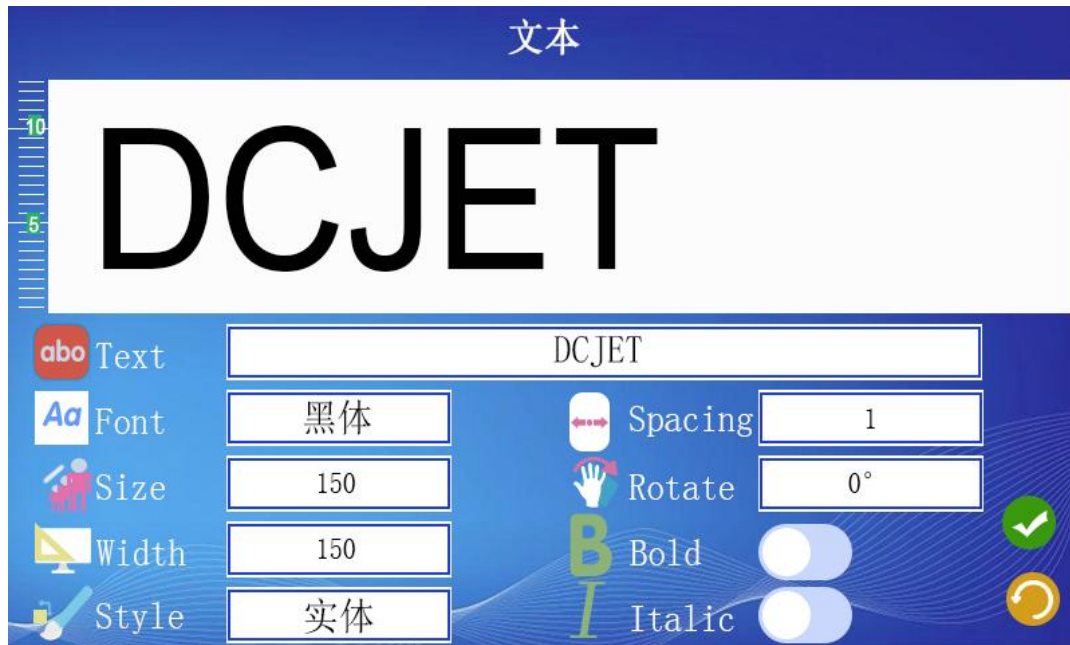 文本
10
5
DCJET
abo Text DCJET
Aa Font 黑体 Spacing 1
Size 150 Rotate 0°
Width 150 B Bold
Style 实体 I Italic